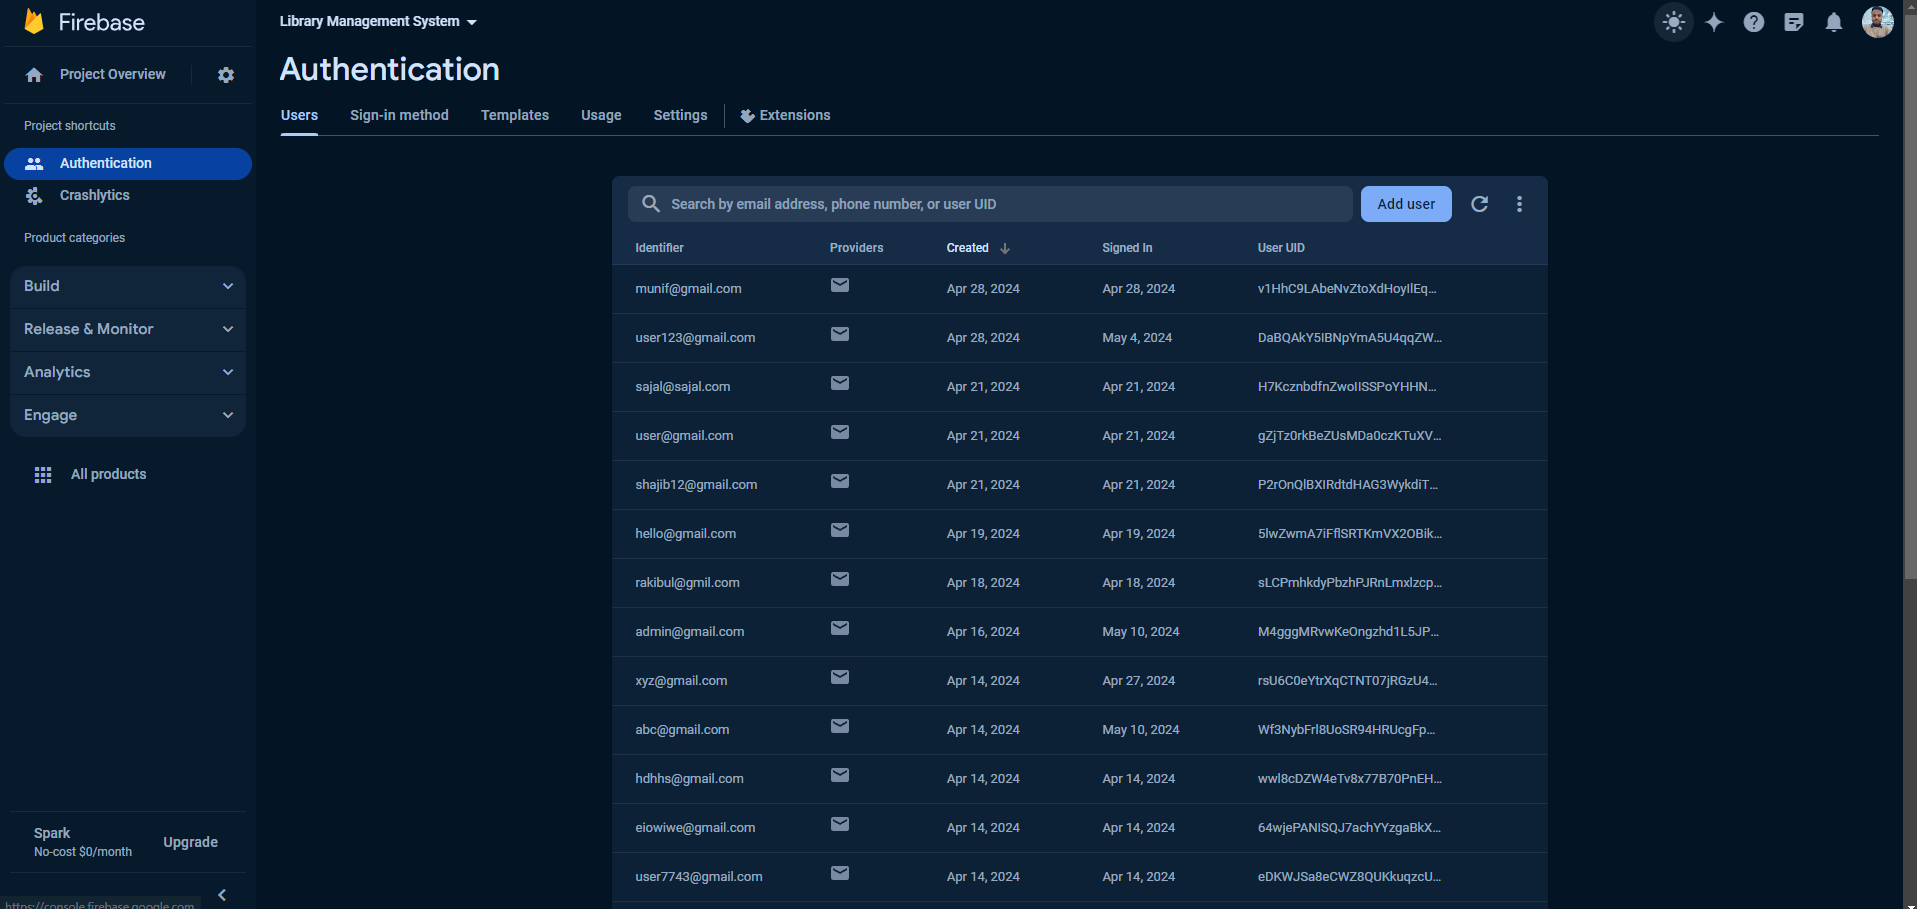 Firebase
Project Overview
Project shortcuts
Authentication
Crashlytics
Product categories
Build
Release & Monitor
Analytics
Engage
All products
Spark
No-cost $0/month
Upgrade
https://console.firebase.google.com
Library Management System
Authentication
Users Sign-in method Templates Usage Settings Extensions
Search by email address, phone number, or user UID Add user
Identifier Providers Created Signed In User UID
munif@gmail.com Apr 28, 2024 Apr 28, 2024 v1HhC9LAbeNvZtoXdHoyIlEq...
user123@gmail.com Apr 28, 2024 May 4, 2024 DaBQAkY5IBNpYmA5U4qqZW...
sajal@sajal.com Apr 21, 2024 Apr 21, 2024 H7KcznbdfnZwoIISSPoYHHN...
user@gmail.com Apr 21, 2024 Apr 21, 2024 gZjTz0rkBeZUsMDa0czKTuXV...
shajib12@gmail.com Apr 21, 2024 Apr 21, 2024 P2rOnQlBXIRdtdHAG3WykdiT...
hello@gmail.com Apr 19, 2024 Apr 19, 2024 5lwZwmA7iFflSRTKmVX2OBik...
rakibul@gmil.com Apr 18, 2024 Apr 18, 2024 sLCPmhkdyPbzhPJRnLmxlzcp...
admin@gmail.com Apr 16, 2024 May 10, 2024 M4gggMRvwKeOngzhd1L5JP...
xyz@gmail.com Apr 14, 2024 Apr 27, 2024 rsU6C0eYtrXqCTNT07jRGzU4...
abc@gmail.com Apr 14, 2024 May 10, 2024 Wf3NybFrl8UoSR94HRUcgFp...
hdhhs@gmail.com Apr 14, 2024 Apr 14, 2024 wwl8cDZW4eTv8x77B70PnEH...
eiowiwe@gmail.com Apr 14, 2024 Apr 14, 2024 64wjePANISQJ7achYYzgaBkX...
user7743@gmail.com Apr 14, 2024 Apr 14, 2024 eDKWJSa8eCWZ8QUKkuqzcU...